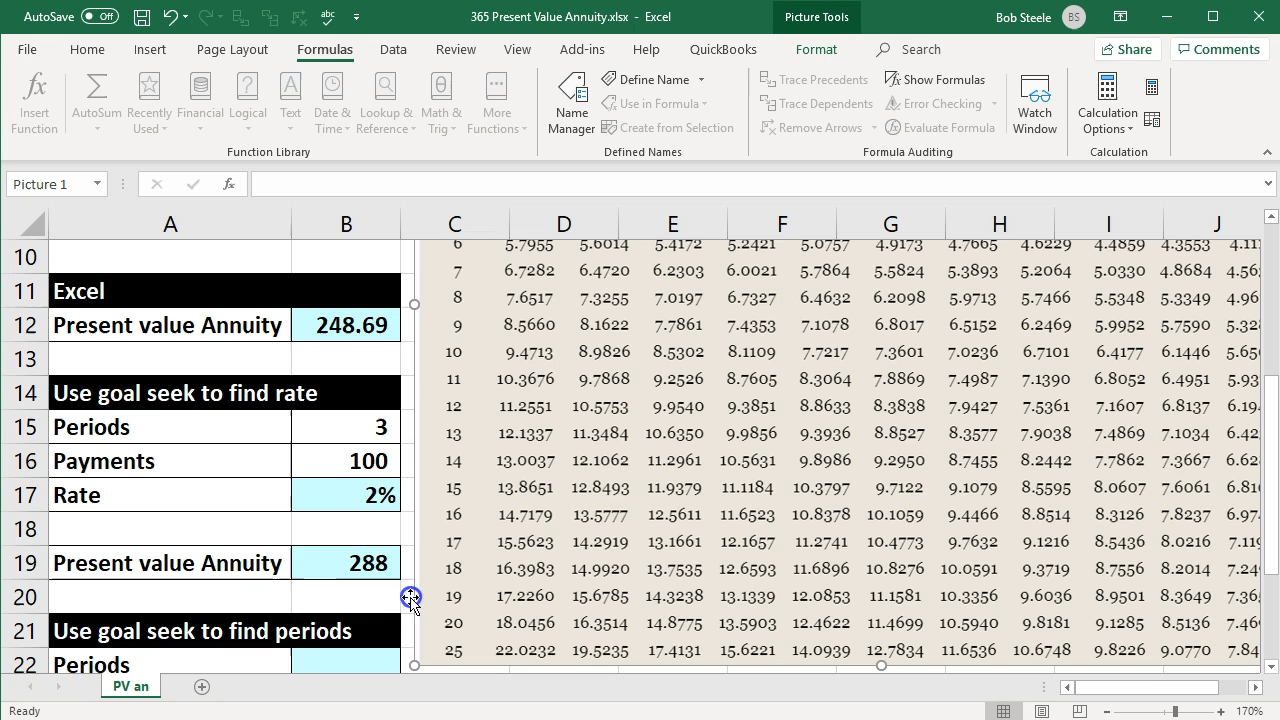 AutoSave Off 365 Present Value Annuity.xlsx - Excel Picture Tools Bob Steele BS
File Home Insert Page Layout Formulas Data Review View Add-ins Help QuickBooks Format Search Share Comments
Insert Function AutoSum Recently Used Financial Logical Text Date & Time Lookup & Reference Math & Trig More Functions
Name Manager Define Name Use in Formula Create from Selection
Trace Precedents Trace Dependents Remove Arrows Show Formulas Error Checking Evaluate Formula Watch Window Calculation Options
Function Library Defined Names Formula Auditing Calculation
Picture 1 fx
A B C D E F G H I J
10
11 Excel
12 Present value Annuity 248.69
13
14 Use goal seek to find rate
15 Periods 3
16 Payments 100
17 Rate 2%
18
19 Present value Annuity 288
20
21 Use goal seek to find periods
22 Periods
6 5.7955 5.6014 5.4172 5.2421 5.0757 4.9173 4.7665 4.6229 4.4859 4.3553
7 6.7282 6.4720 6.2303 6.0021 5.7864 5.5824 5.3893 5.2064 5.0330 4.8684 4.56
8 7.6517 7.3255 7.0197 6.7327 6.4632 6.2098 5.9713 5.7466 5.5348 5.3349 4.96
9 8.5660 8.1622 7.7861 7.4353 7.1078 6.8017 6.5152 6.2469 5.9952 5.7590 5.32
10 9.4713 8.9826 8.5302 8.1109 7.7217 7.3601 7.0236 6.7101 6.4177 6.1446 5.65
11 10.3676 9.7868 9.2526 8.7605 8.3064 7.8869 7.4987 7.1390 6.8052 6.4951 5.93
12 11.2551 10.5753 9.9540 9.3851 8.8633 8.3838 7.9427 7.5361 7.1607 6.8137 6.19
13 12.1337 11.3484 10.6350 9.9856 9.3936 8.8527 8.3577 7.9038 7.4869 7.1034 6.42
14 13.0037 12.1062 11.2961 10.5631 9.8986 9.2950 8.7455 8.2442 7.7862 7.3667 6.62
15 13.8651 12.8493 11.9379 11.1184 10.3797 9.7122 9.1079 8.5595 8.0607 7.6061 6.81
16 14.7179 13.5777 12.5611 11.6523 10.8378 10.1059 9.4466 8.8514 8.3126 7.8237 6.97
17 15.5623 14.2919 13.1661 12.1657 11.2741 10.4773 9.7632 9.1216 8.5436 8.0216 7.11
18 16.3983 14.9920 13.7535 12.6593 11.6896 10.8276 10.0591 9.3719 8.7556 8.2014 7.24
19 17.2260 15.6785 14.3238 13.1339 12.0853 11.1581 10.3356 9.6036 8.9501 8.3649 7.36
20 18.0456 16.3514 14.8775 13.5903 12.4622 11.4699 10.5940 9.8181 9.1285 8.5136 7.46
25 22.0232 19.5235 17.4131 15.6221 14.0939 12.7834 11.6536 10.6748 9.8226 9.0770 7.84
PV an
Ready 170%